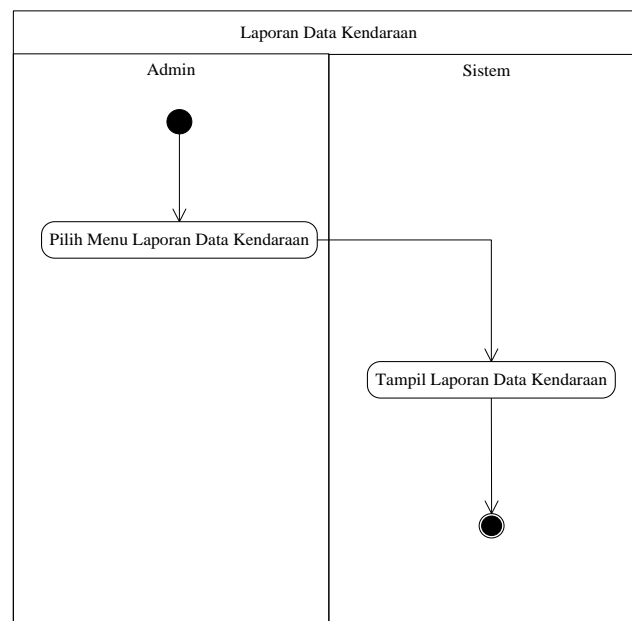 Laporan Data Kendaraan
Admin
Sistem
Pilih Menu Laporan Data Kendaraan
Tampil Laporan Data Kendaraan